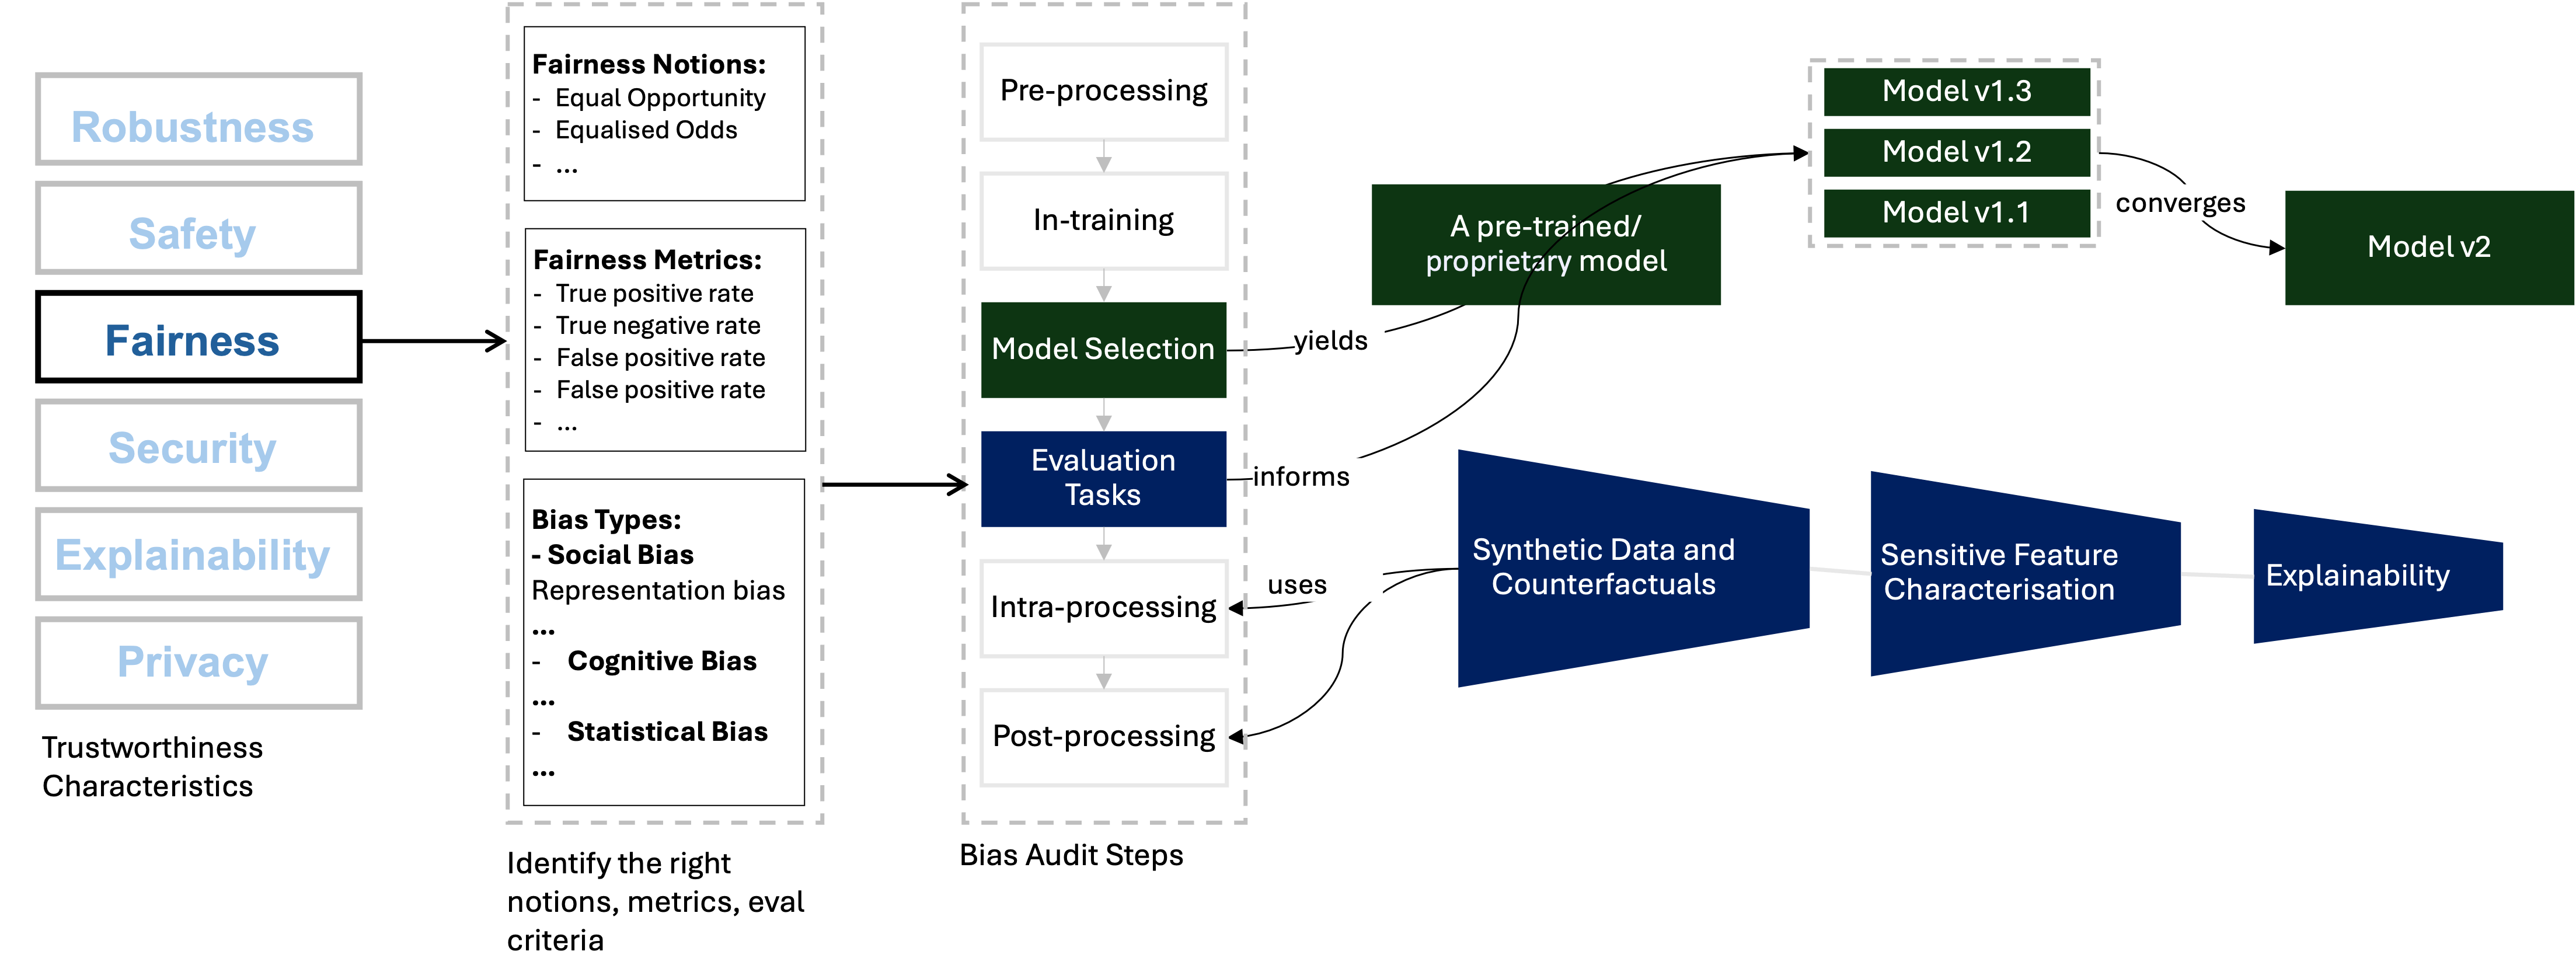 Robustness
Safety
Fairness
Security
Explainability
Privacy
Trustworthiness
Characteristics
Fairness Notions:
- Equal Opportunity
- Equalised Odds
- ...
Fairness Metrics:
- True positive rate
- True negative rate
- False positive rate
- False positive rate
- ...
Bias Types:
- Social Bias
Representation bias
...
- Cognitive Bias
...
- Statistical Bias
...
Identify the right
notions, metrics, eval
criteria
Pre-processing
In-training
Model Selection
Evaluation
Tasks
Intra-processing
Post-processing
Bias Audit Steps
yields
informs
uses
A pre-trained/
proprietary model
Model v1.3
Model v1.2
Model v1.1
converges
Model v2
Synthetic Data and
Counterfactuals
Sensitive Feature
Characterisation
Explainability